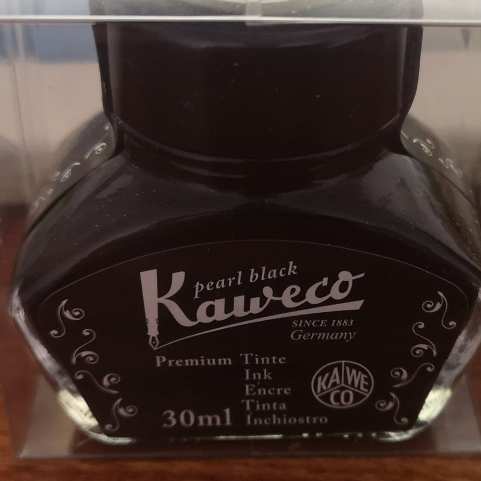 pearl black
Kaweco
SINCE 1883
Germany
Premium Tinte
Ink
Encre
Tinta
30ml Inchiostro
KA WE
CO